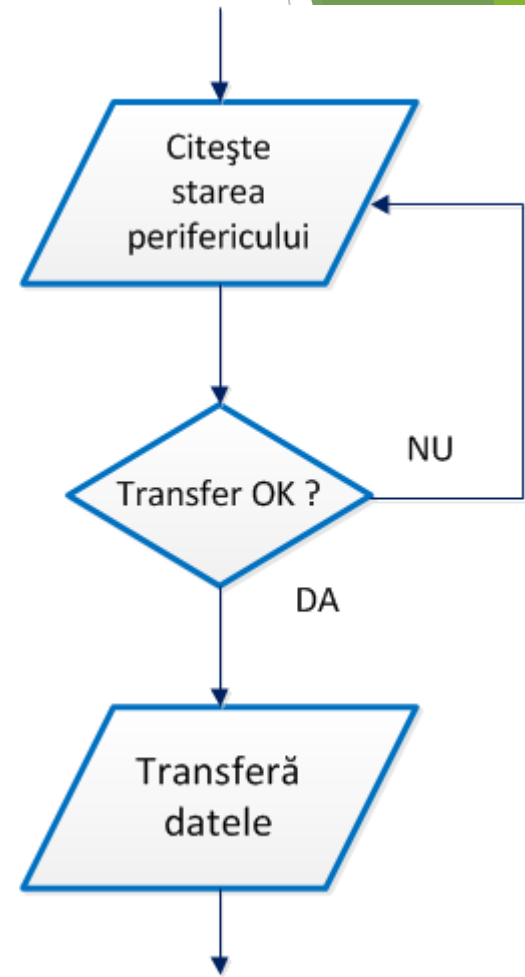 Citeşte
starea
perifericului
Transfer OK ?
NU
DA
Transferă
datele